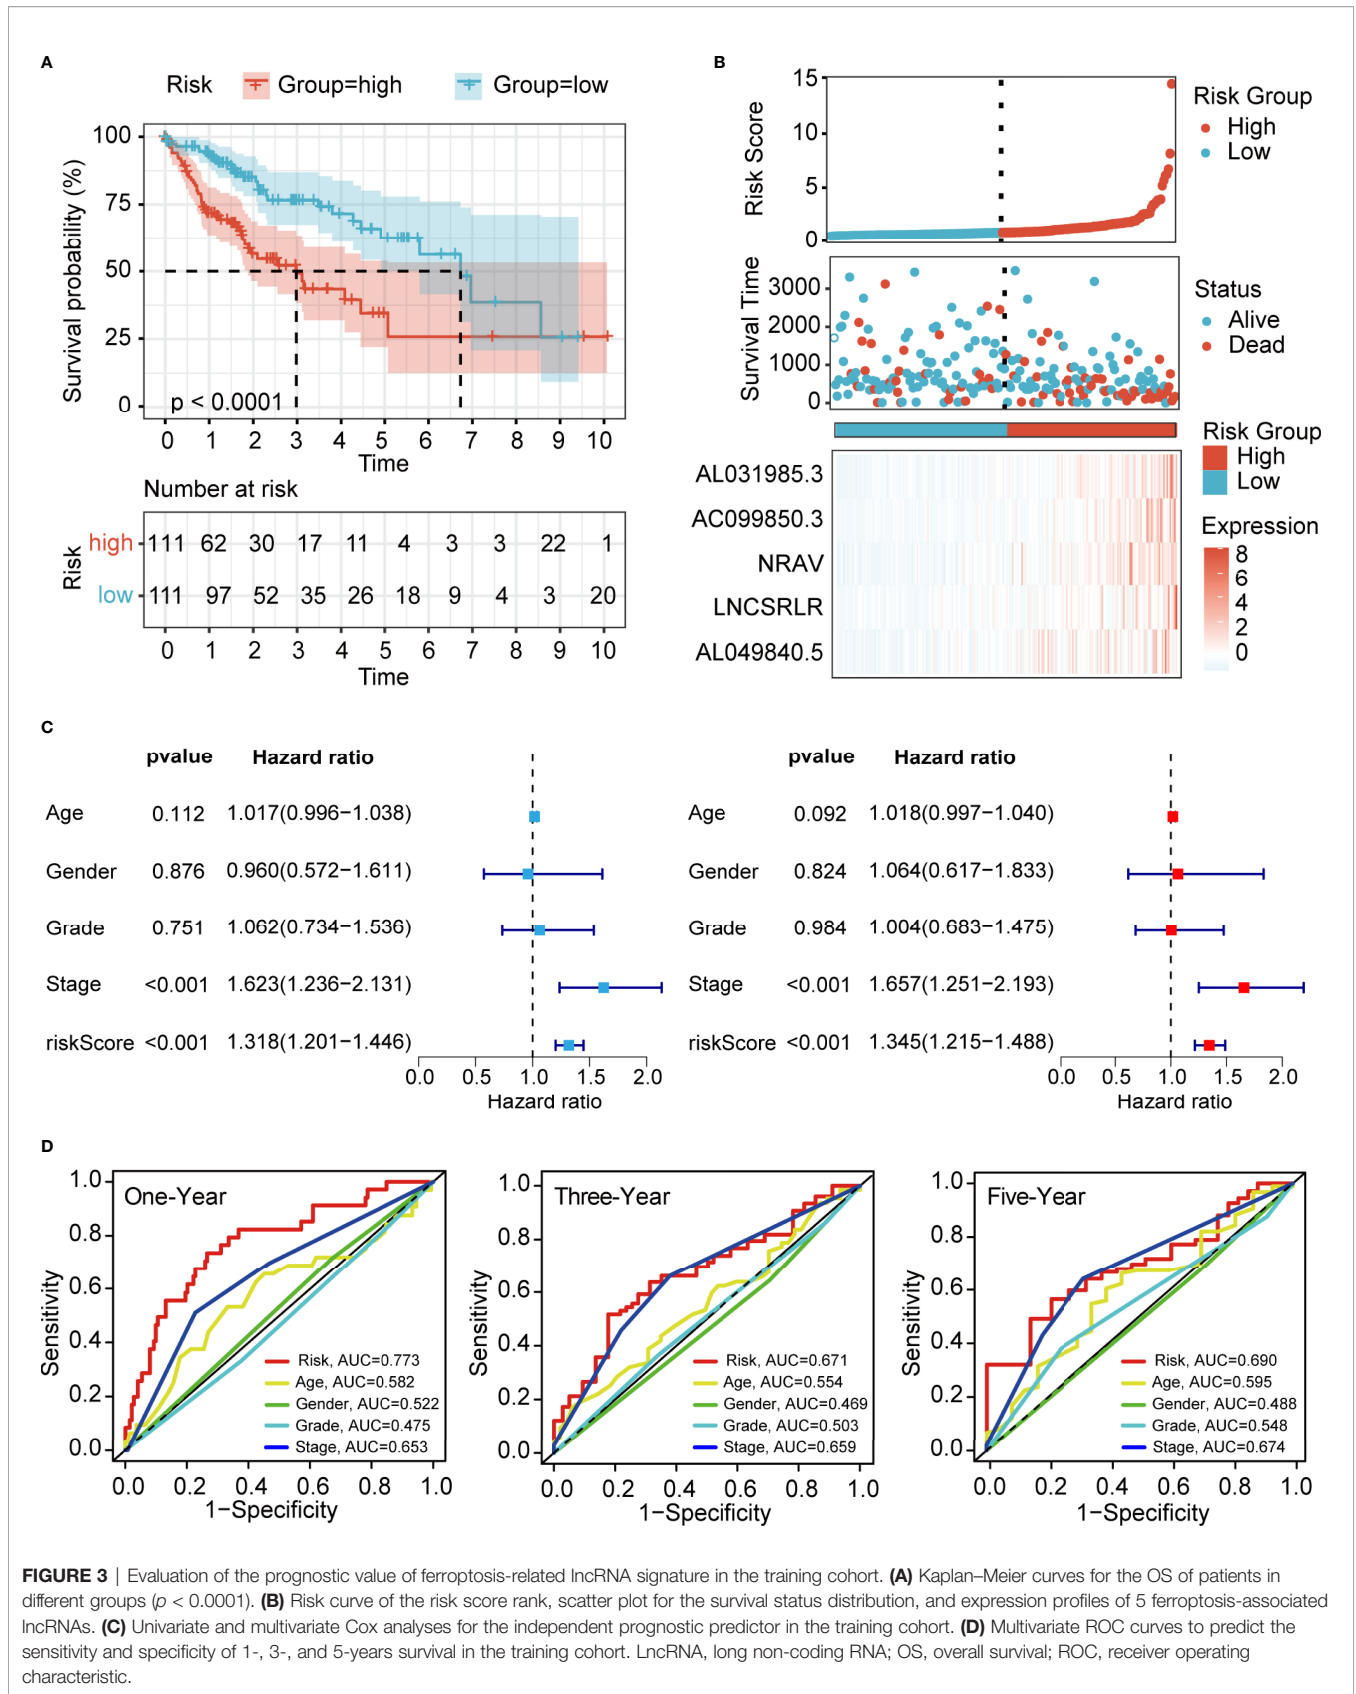 A
Risk Group=high Group=low
Survival probability (%)
100
75
50
25
0
p < 0.0001
0 1 2 3 4 5 6 7 8 9 10
Time
Number at risk
Risk
high 111 62 30 17 11 4 3 3 22 1
low 111 97 52 35 26 18 9 4 3 20
0 1 2 3 4 5 6 7 8 9 10
Time
B
Risk Score
15
10
5
0
Risk Group
High
Low
Survival Time
3000
2000
1000
0
Status
Alive
Dead
Risk Group
High
Low
AL031985.3
AC099850.3
NRAV
LNCSRLR
AL049840.5
Expression
8
6
4
2
0
C
pvalue Hazard ratio
Age 0.112 1.017(0.996−1.038)
Gender 0.876 0.960(0.572−1.611)
Grade 0.751 1.062(0.734−1.536)
Stage <0.001 1.623(1.236−2.131)
riskScore <0.001 1.318(1.201−1.446)
0.0 0.5 1.0 1.5 2.0
Hazard ratio
pvalue Hazard ratio
Age 0.092 1.018(0.997−1.040)
Gender 0.824 1.064(0.617−1.833)
Grade 0.984 1.004(0.683−1.475)
Stage <0.001 1.657(1.251−2.193)
riskScore <0.001 1.345(1.215−1.488)
0.0 0.5 1.0 1.5 2.0
Hazard ratio
D
One-Year
Sensitivity
1.0
0.8
0.6
0.4
0.2
0.0
Risk, AUC=0.773
Age, AUC=0.582
Gender, AUC=0.522
Grade, AUC=0.475
Stage, AUC=0.653
0.0 0.2 0.4 0.6 0.8 1.0
1−Specificity
Three-Year
Sensitivity
1.0
0.8
0.6
0.4
0.2
0.0
Risk, AUC=0.671
Age, AUC=0.554
Gender, AUC=0.469
Grade, AUC=0.503
Stage, AUC=0.659
0.0 0.2 0.4 0.6 0.8 1.0
1−Specificity
Five-Year
Sensitivity
1.0
0.8
0.6
0.4
0.2
0.0
Risk, AUC=0.690
Age, AUC=0.595
Gender, AUC=0.488
Grade, AUC=0.548
Stage, AUC=0.674
0.0 0.2 0.4 0.6 0.8 1.0
1−Specificity
FIGURE 3 | Evaluation of the prognostic value of ferroptosis-related lncRNA signature in the training cohort. (A) Kaplan–Meier curves for the OS of patients in
different groups (p < 0.0001). (B) Risk curve of the risk score rank, scatter plot for the survival status distribution, and expression profiles of 5 ferroptosis-associated
lncRNAs. (C) Univariate and multivariate Cox analyses for the independent prognostic predictor in the training cohort. (D) Multivariate ROC curves to predict the
sensitivity and specificity of 1-, 3-, and 5-years survival in the training cohort. LncRNA, long non-coding RNA; OS, overall survival; ROC, receiver operating
characteristic.